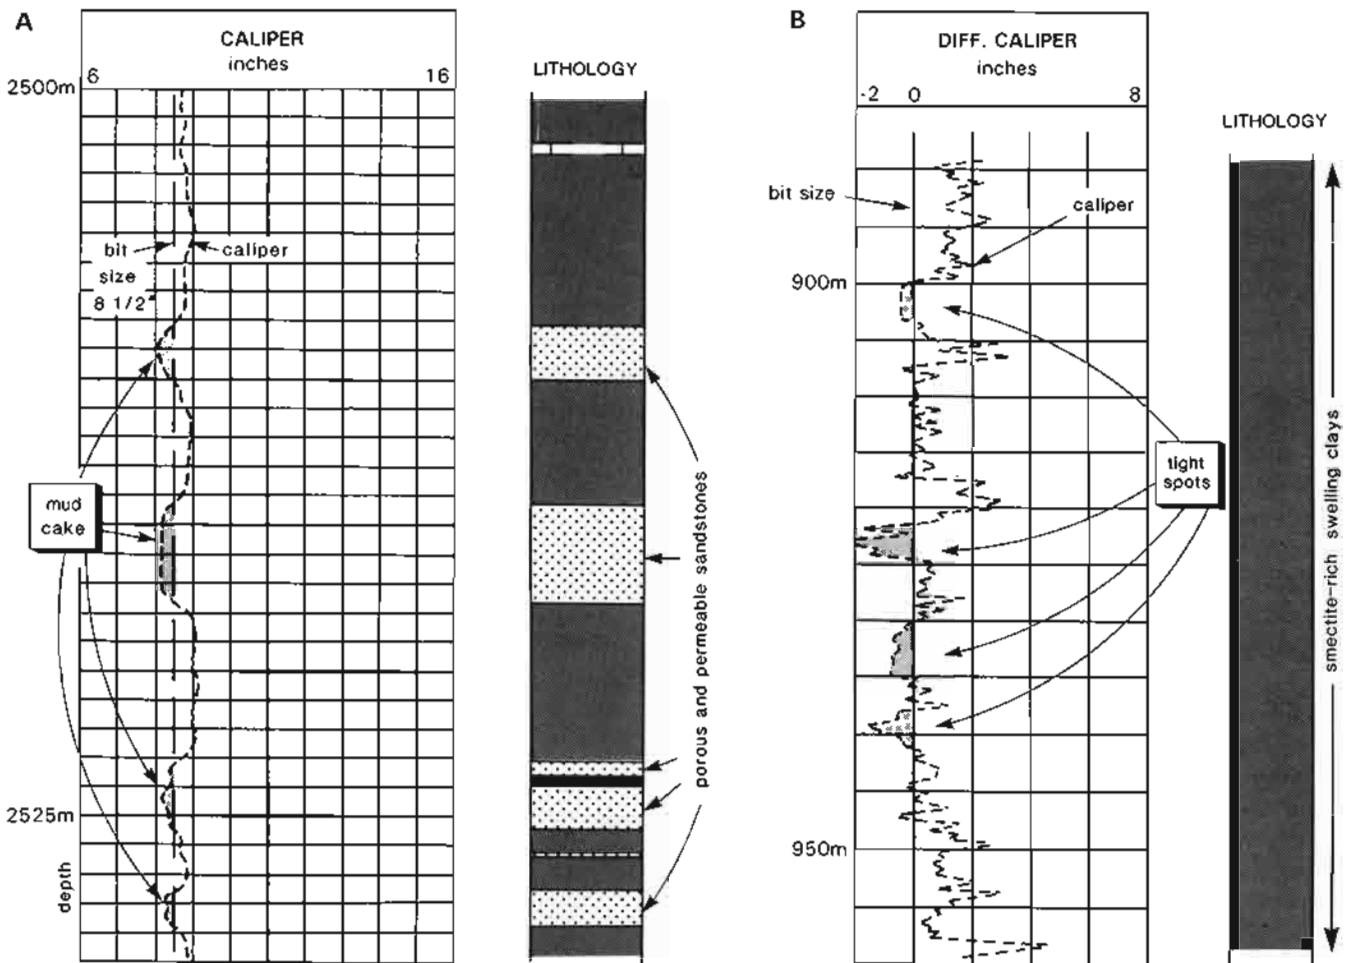 A
CALIPER
inches
6
16
2500m
bit
size
8 1/2"
caliper
mud
cake
2525m
depth
LITHOLOGY
porous and permeable sandstones
B
DIFF. CALIPER
inches
-2
0
8
bit size
caliper
900m
tight
spots
950m
LITHOLOGY
smectite-rich swelling clays